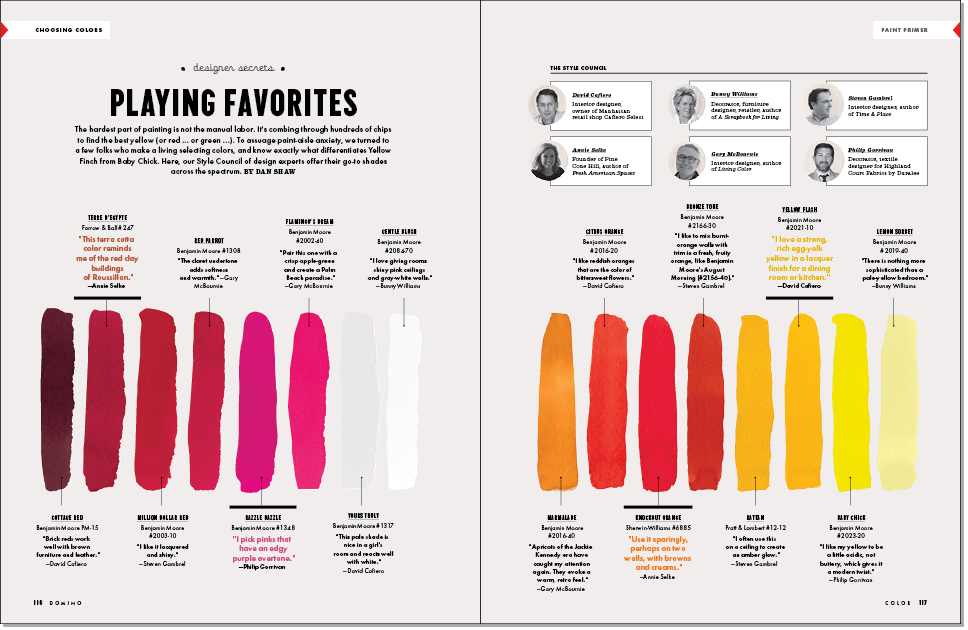 CHOOSING COLORS
PAINT PRIMER
designer secrets
PLAYING FAVORITES
The hardest part of painting is not the manual labor. It's combing through hundreds of chips
to find the best yellow (or red ... or green ...). To assuage paint-aisle anxiety, we turned to
a few folks who make a living selecting colors, and know exactly what differentiates Yellow
Finch from Baby Chick. Here, our Style Council of design experts offer their go-to shades
across the spectrum. BY DAN SHAW
TERRE D'EGYPTE
Farrow & Ball #247
"This terra cotta
color reminds
me of the red clay
buildings
of Roussillon."
—Annie Selke
RED PARROT
Benjamin Moore #1308
"The claret undertone
adds softness
and warmth." —Gary
McBournie
FLAMINGO'S DREAM
Benjamin Moore
#2002-40
"Pair this one with a
crisp apple-green
and create a Palm
Beach paradise."
—Gary McBournie
GENTLE BLUSH
Benjamin Moore
#2084-70
"I love giving rooms
shiny pink ceilings
and gray-white walls."
—Bunny Williams
COTTAGE RED
Benjamin Moore PM-15
"Brick reds work
well with brown
furniture and leather."
—David Cafiero
MILLION DOLLAR RED
Benjamin Moore
#2003-10
"I like it lacquered
and shiny."
—Steven Gambrel
RAZZLE DAZZLE
Benjamin Moore #1348
"I pick pinks that
have an edgy
purple overtone."
—Philip Gorrivan
YOURS TRULY
Benjamin Moore #1317
"This pale shade is
nice in a girl's
room and reacts well
with white."
—David Cafiero
116 DOMINO
THE STYLE COUNCIL
David Cafiero
Interior designer,
owner of Manhattan
retail shop Cafiero Select
Bunny Williams
Decorator, furniture
designer, retailer, author
of A Scrapbook for Living
Steven Gambrel
Interior designer, author
of Time & Place
Annie Selke
Founder of Pine
Cone Hill, author of
Fresh American Spaces
Gary McBournie
Interior designer, author
of Living Color
Philip Gorrivan
Decorator, textile
designer for Highland
Court Fabrics by Duralee
CITRUS ORANGE
Benjamin Moore
#2016-20
"I like reddish oranges
that are the color of
bittersweet flowers."
—David Cafiero
BRONZE TONE
Benjamin Moore
#2166-30
"I like to mix burnt-
orange walls with
trim in a fresh, fruity
orange, like Benjamin
Moore's August
Morning [#2156-40]."
—Steven Gambrel
YELLOW FLASH
Benjamin Moore
#2021-10
"I love a strong,
rich egg-yolk
yellow in a lacquer
finish for a dining
room or kitchen."
—David Cafiero
LEMON SORBET
Benjamin Moore
#2019-60
"There is nothing more
sophisticated than a
paley allow bedroom."
—Bunny Williams
MARMALADE
Benjamin Moore
#2016-40
"Apricots of the Jackie
Kennedy era have
caught my attention
again. They evoke a
warm, retro feel."
—Gary McBournie
KNOCKOUT ORANGE
Sherwin-Williams #6885
"Use it sparingly,
perhaps on two
walls, with browns
and creams."
—Annie Selke
RATTAN
Pratt & Lambert #12-12
"I often use this
on a ceiling to create
an amber glow."
—Steven Gambrel
BABY CHICK
Benjamin Moore
#2023-20
"I like my yellow to be
a little acidic, not
buttery, which gives it
a modern twist."
—Philip Gorrivan
COLOR 117